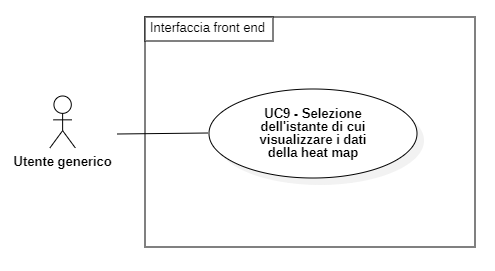 Interfaccia front end
UC9 - Selezione
dell'istante di cui
visualizzare i dati
della heat map
Utente generico